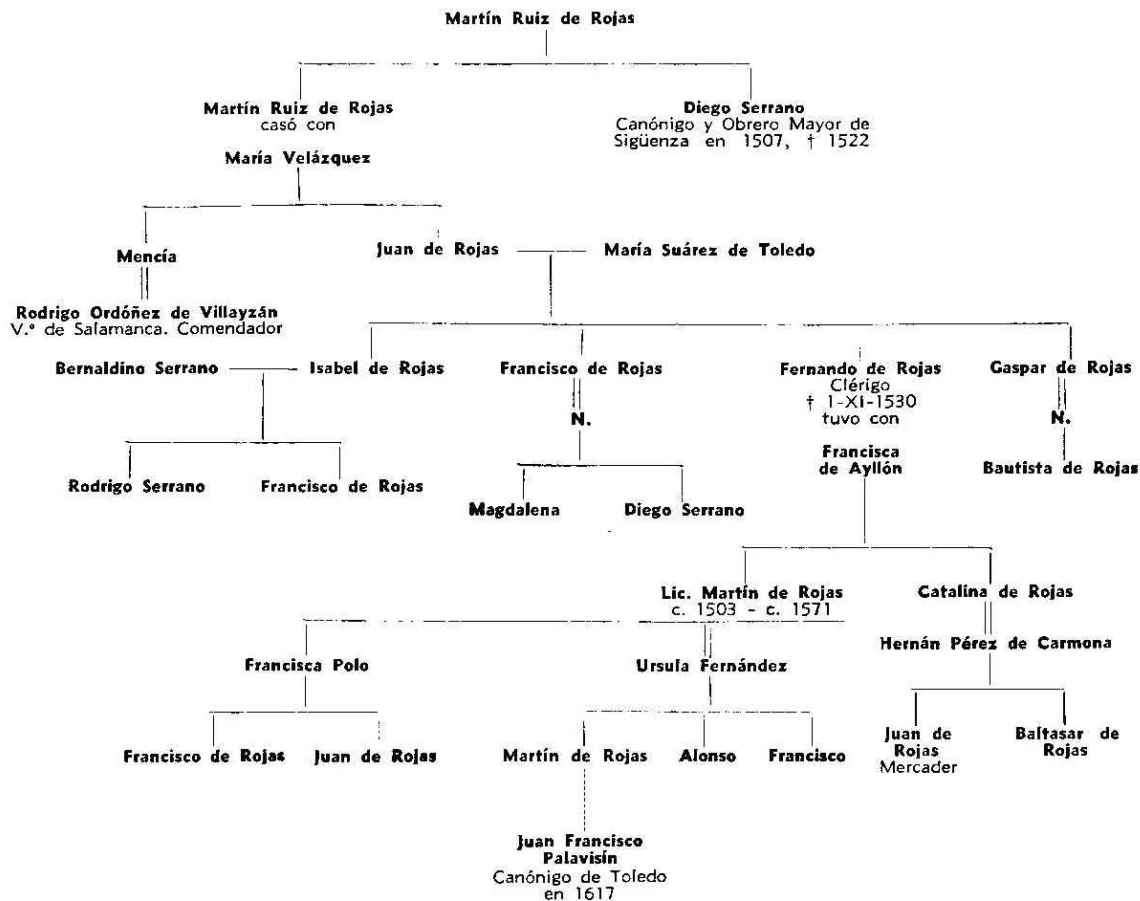 Martín Ruiz de Rojas
Martín Ruiz de Rojas
casó con
María Velázquez
Diego Serrano
Canónigo y Obrero Mayor de
Sigüenza en 1507, † 1522
Mencía
Juan de Rojas
María Suárez de Toledo
Rodrigo Ordóñez de Villayzán
V.º de Salamanca. Comendador
Bernaldino Serrano
Isabel de Rojas
Francisco de Rojas
N.
Fernando de Rojas
Clérigo
† 1-XI-1530
tuvo con
Francisca
de Ayllón
Gaspar de Rojas
N.
Bautista de Rojas
Rodrigo Serrano
Francisco de Rojas
Magdalena
Diego Serrano
Lic. Martín de Rojas
c. 1503 - c. 1571
Catalina de Rojas
Hernán Pérez de Carmona
Francisca Polo
Ursula Fernández
Francisco de Rojas
Juan de Rojas
Martín de Rojas
Alonso
Francisco
Juan de
Rojas
Mercader
Baltasar de
Rojas
Juan Francisco
Palavisín
Canónigo de Toledo
en 1617